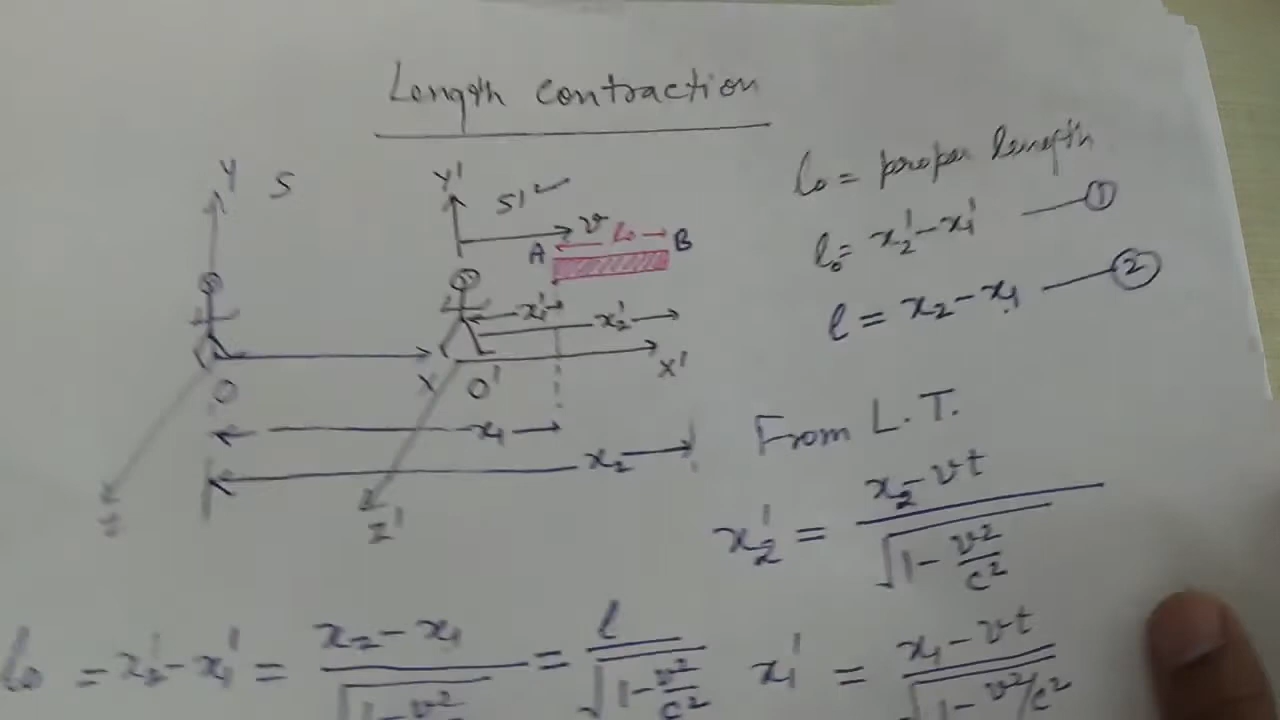 Length contraction
Y S
Y' S'
v
A l₀ B
x₁' x₂'
O X O' X'
x₁
x₂
Z'
l₀ = proper length
l₀ = x₂' - x₁' —— ①
l = x₂ - x₁ —— ②
From L.T.
x₂' = (x₂ - vt) / √(1 - v²/c²)
l₀ = x₂' - x₁' = (x₂ - x₁) / √(1 - v²) = l / √(1 - v²/c²)
x₁' = (x₁ - vt) / √(1 - v²/c²)